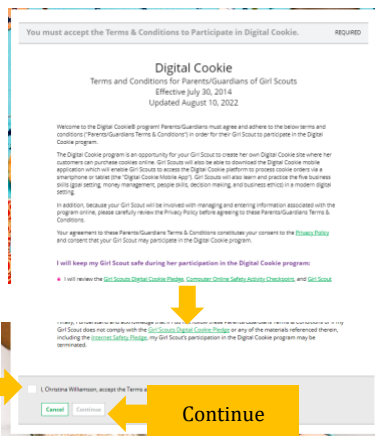 You must accept the Terms & Conditions to Participate in Digital Cookie. REQUIRED
Digital Cookie
Terms and Conditions for Parents/Guardians of Girl Scouts
Effective July 30, 2014
Updated August 10, 2022
Welcome to the Digital Cookie® program! Parents/Guardians must agree and adhere to the below terms and
conditions ("Parents/Guardians Terms & Conditions") in order for their Girl Scout to participate in the Digital
Cookie program.
The Digital Cookie program is an opportunity for your Girl Scout to create her own Digital Cookie site where her
customers can purchase cookies online. Girl Scouts will also be able to download the Digital Cookie mobile
application which will enable Girl Scouts to access the Digital Cookie platform to process cookie orders via a
smartphone or tablet (the "Digital Cookie Mobile App"). Girl Scouts will also learn and practice the five business
skills (goal setting, money management, people skills, decision making, and business ethics) in a modern digital
setting.
In addition, because your Girl Scout will be involved with managing and entering information associated with the
program online, please carefully review the Privacy Policy before agreeing to these Parents/Guardians Terms &
Conditions.
Your agreement to these Parents/Guardians Terms & Conditions constitutes your consent to the Privacy Policy
and consent that your Girl Scout may participate in the Digital Cookie program.
I will keep my Girl Scout safe during her participation in the Digital Cookie program:
I will review the Girl Scouts Digital Cookie Pledge, Computer Online Safety Activity Checkpoint, and Girl Scout
Girl Scout does not comply with the Girl Scouts Digital Cookie Pledge or any of the materials referenced therein,
including the Internet Safety Pledge, my Girl Scout's participation in the Digital Cookie program may be
terminated.
I, Christina Williamson, accept the Terms a
Cancel Continue
Continue